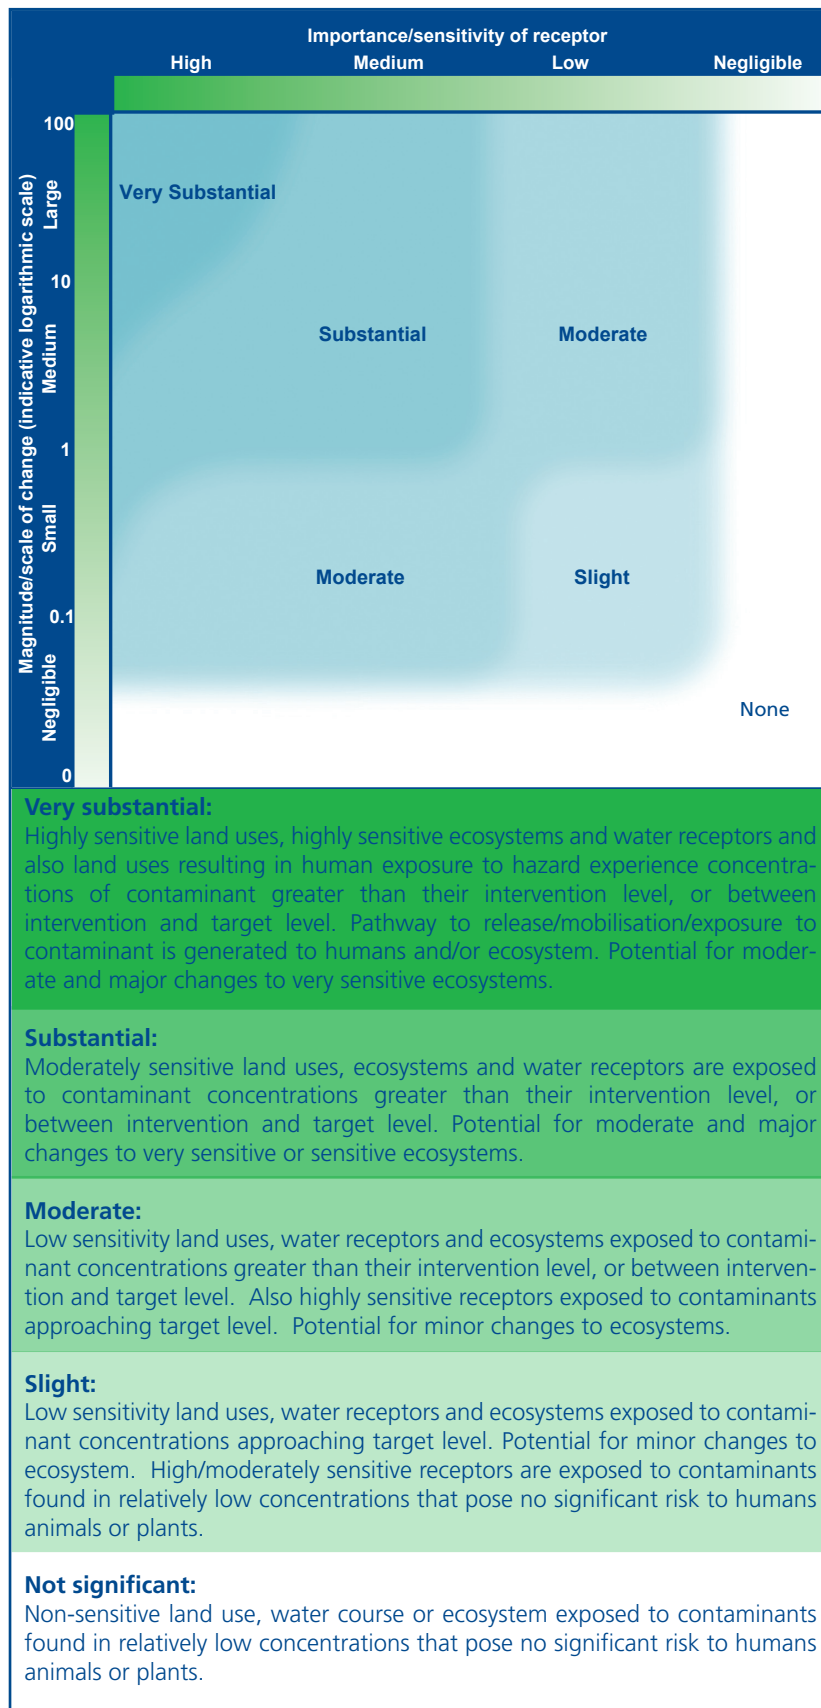 Importance/sensitivity of receptor
High Medium Low Negligible
Magnitude/scale of change (indicative logarithmic scale)
100
Large
10
Medium
1
Small
0.1
Negligible
0
Very Substantial
Substantial
Moderate
Moderate
Slight
None
Very substantial:
Highly sensitive land uses, highly sensitive ecosystems and water receptors and
also land uses resulting in human exposure to hazard experience concentra-
tions of contaminant greater than their intervention level, or between
intervention and target level. Pathway to release/mobilisation/exposure to
contaminant is generated to humans and/or ecosystem. Potential for moder-
ate and major changes to very sensitive ecosystems.
Substantial:
Moderately sensitive land uses, ecosystems and water receptors are exposed
to contaminant concentrations greater than their intervention level, or
between intervention and target level. Potential for moderate and major
changes to very sensitive or sensitive ecosystems.
Moderate:
Low sensitivity land uses, water receptors and ecosystems exposed to contami-
nant concentrations greater than their intervention level, or between interven-
tion and target level. Also highly sensitive receptors exposed to contaminants
approaching target level. Potential for minor changes to ecosystems.
Slight:
Low sensitivity land uses, water receptors and ecosystems exposed to contami-
nant concentrations approaching target level. Potential for minor changes to
ecosystem. High/moderately sensitive receptors are exposed to contaminants
found in relatively low concentrations that pose no significant risk to humans
animals or plants.
Not significant:
Non-sensitive land use, water course or ecosystem exposed to contaminants
found in relatively low concentrations that pose no significant risk to humans
animals or plants.